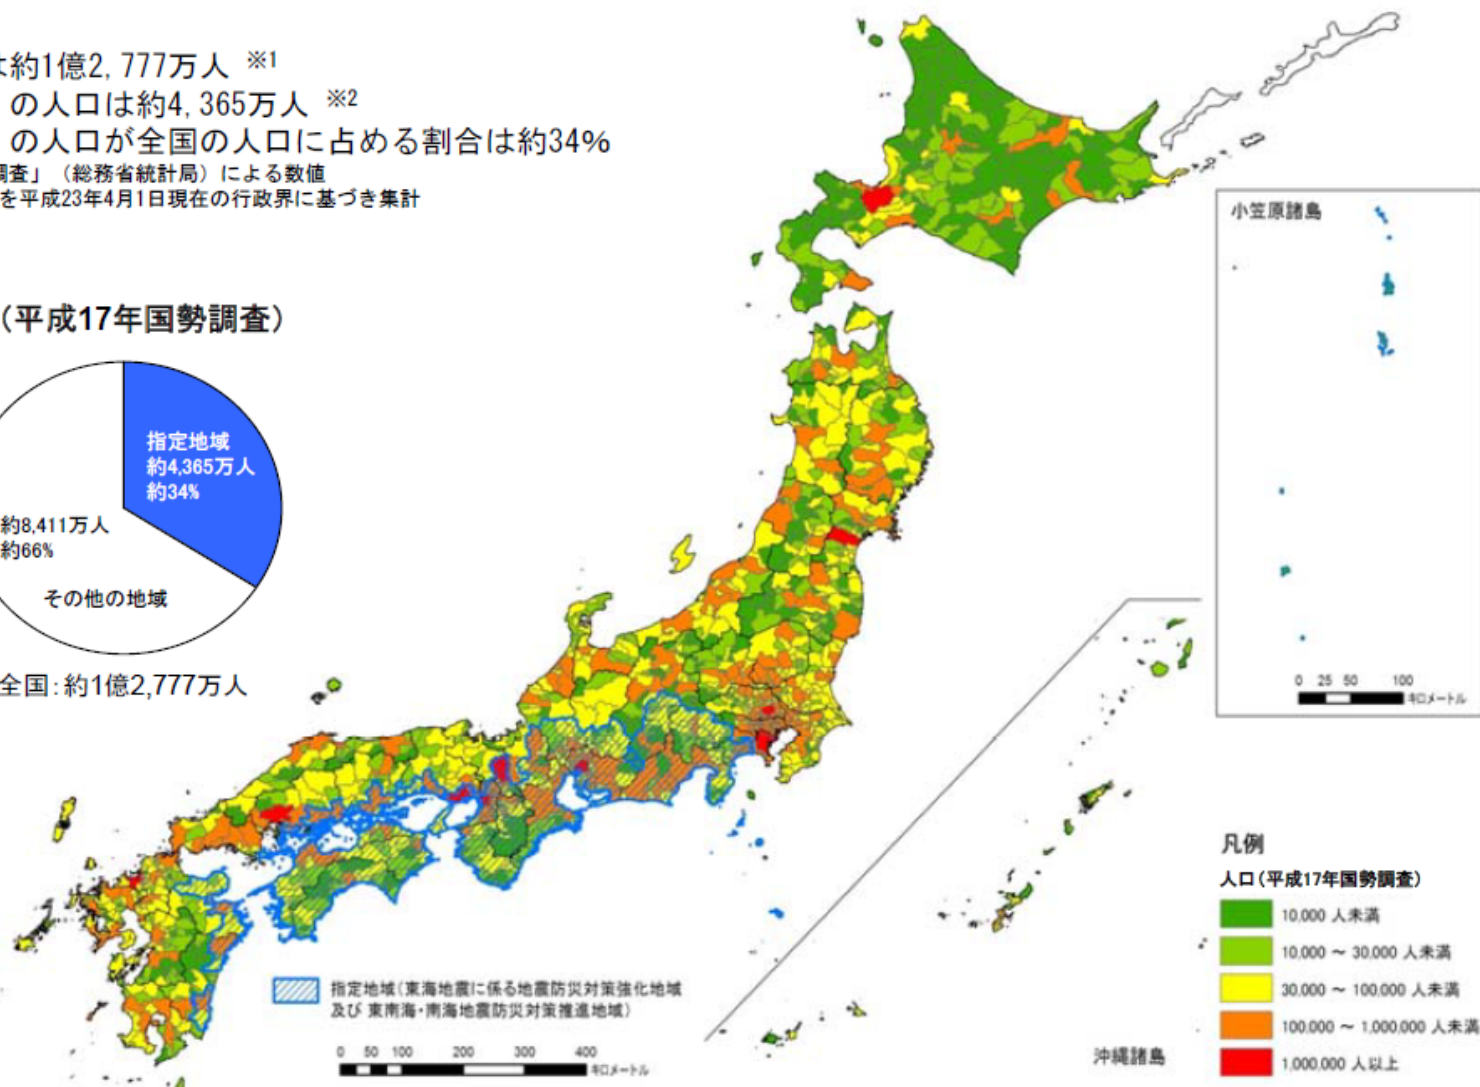 は約1億2,777万人 ※1
の人口は約4,365万人 ※2
の人口が全国の人口に占める割合は約34%
調査」（総務省統計局）による数値
を平成23年4月1日現在の行政界に基づき集計
（平成17年国勢調査）
指定地域
約4,365万人
約34%
約8,411万人
約66%
その他の地域
全国：約1億2,777万人
小笠原諸島
0 25 50 100
キロメートル
指定地域（東海地震に係る地震防災対策強化地域
及び 東南海・南海地震防災対策推進地域）
0 50 100 200 300 400
キロメートル
沖縄諸島
凡例
人口（平成17年国勢調査）
10,000 人未満
10,000 ～ 30,000 人未満
30,000 ～ 100,000 人未満
100,000 ～ 1,000,000 人未満
1,000,000 人以上